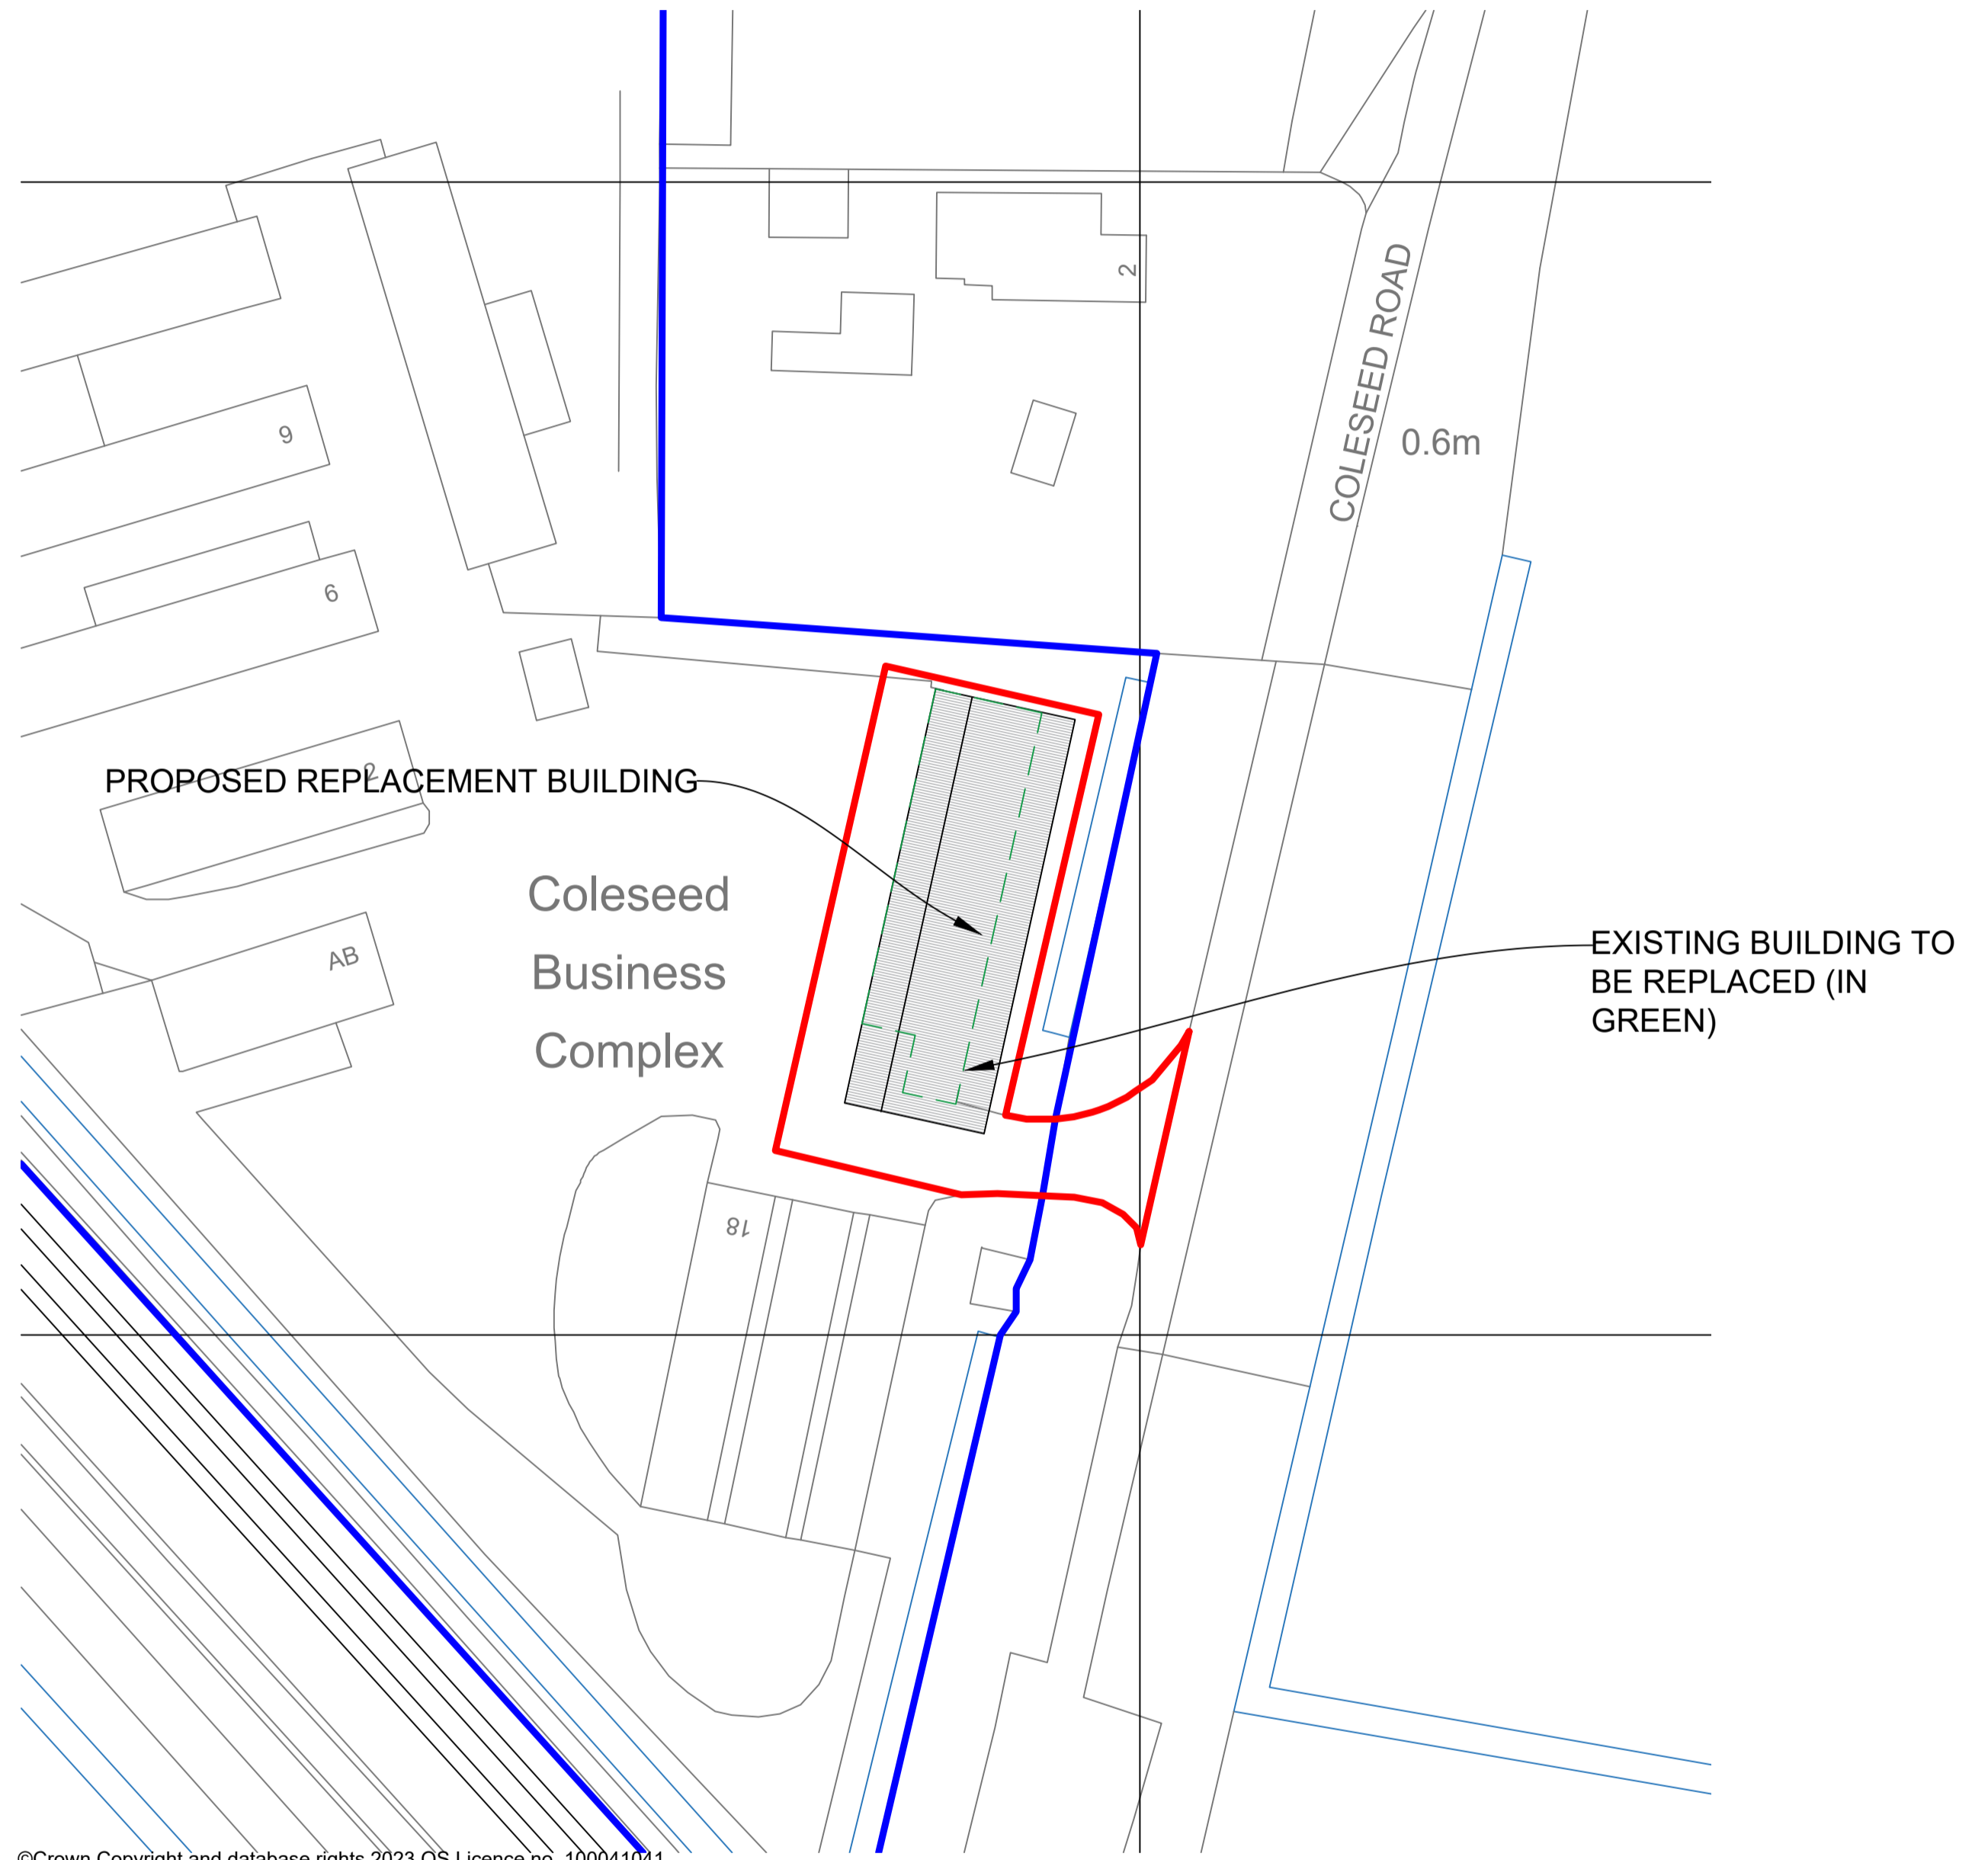 2
COLESEED ROAD
0.6m
9
6
2
PROPOSED REPLACEMENT BUILDING
Coleseed
Business
Complex
EXISTING BUILDING TO
BE REPLACED (IN
GREEN)
AB
18
©Crown Copyright and database rights 2023 OS Licence no. 100041041